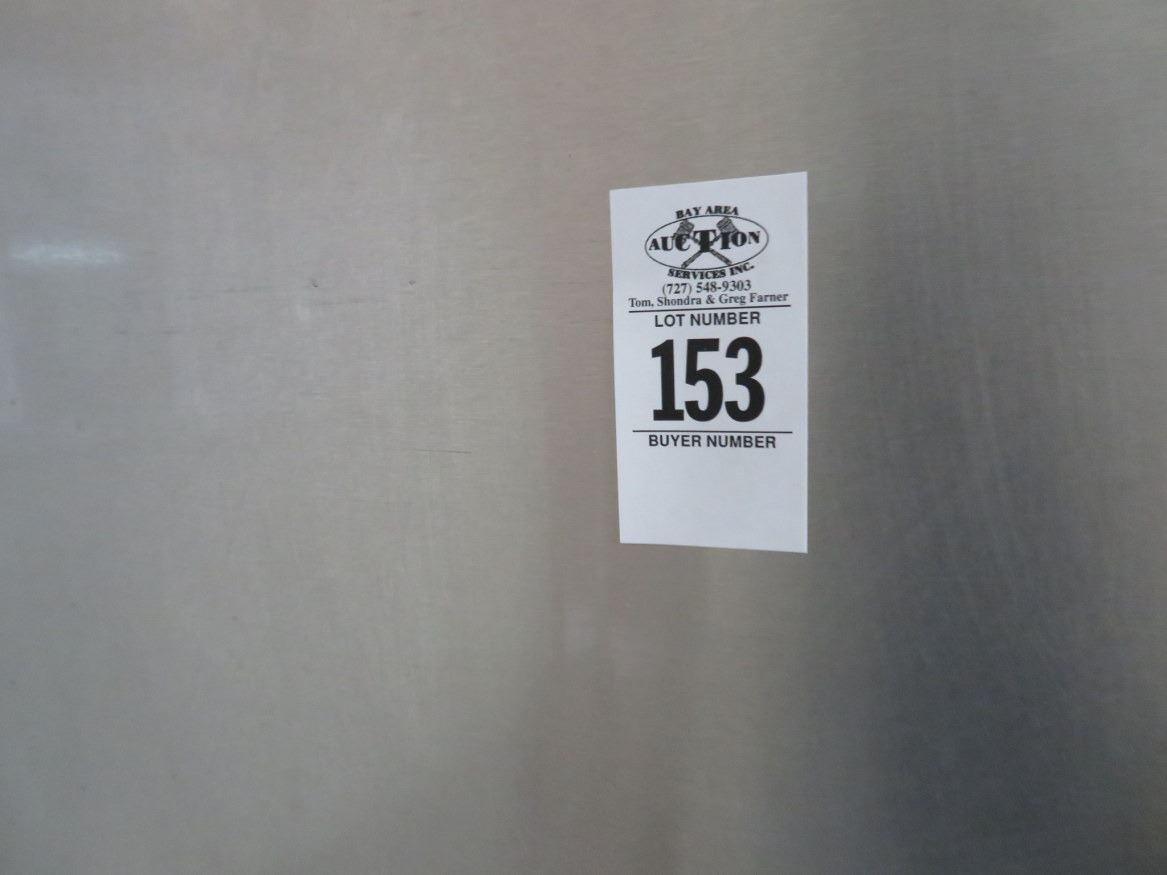 BAY AREA
AUCTION
SERVICES INC.
(727) 548-9303
Tom, Shondra & Greg Farner
LOT NUMBER
153
BUYER NUMBER